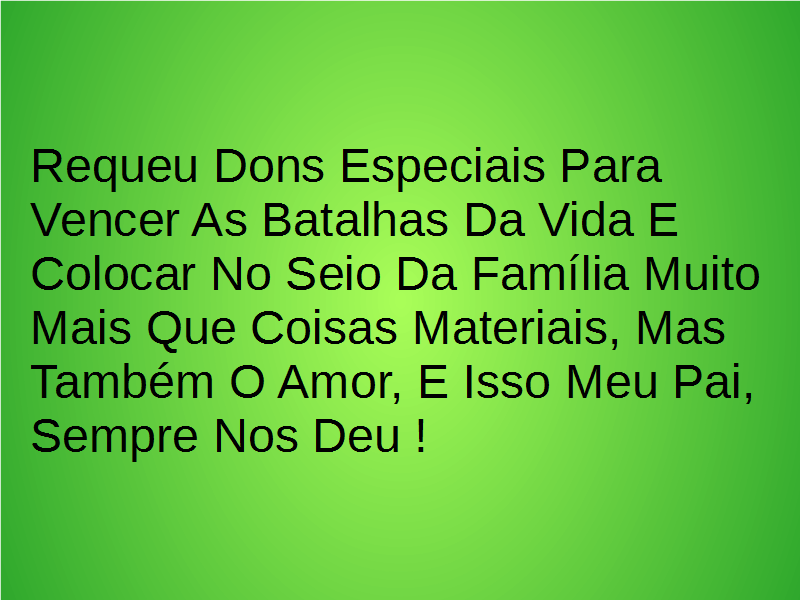 Requeu Dons Especiais Para
Vencer As Batalhas Da Vida E
Colocar No Seio Da Família Muito
Mais Que Coisas Materiais, Mas
Também O Amor, E Isso Meu Pai,
Sempre Nos Deu !